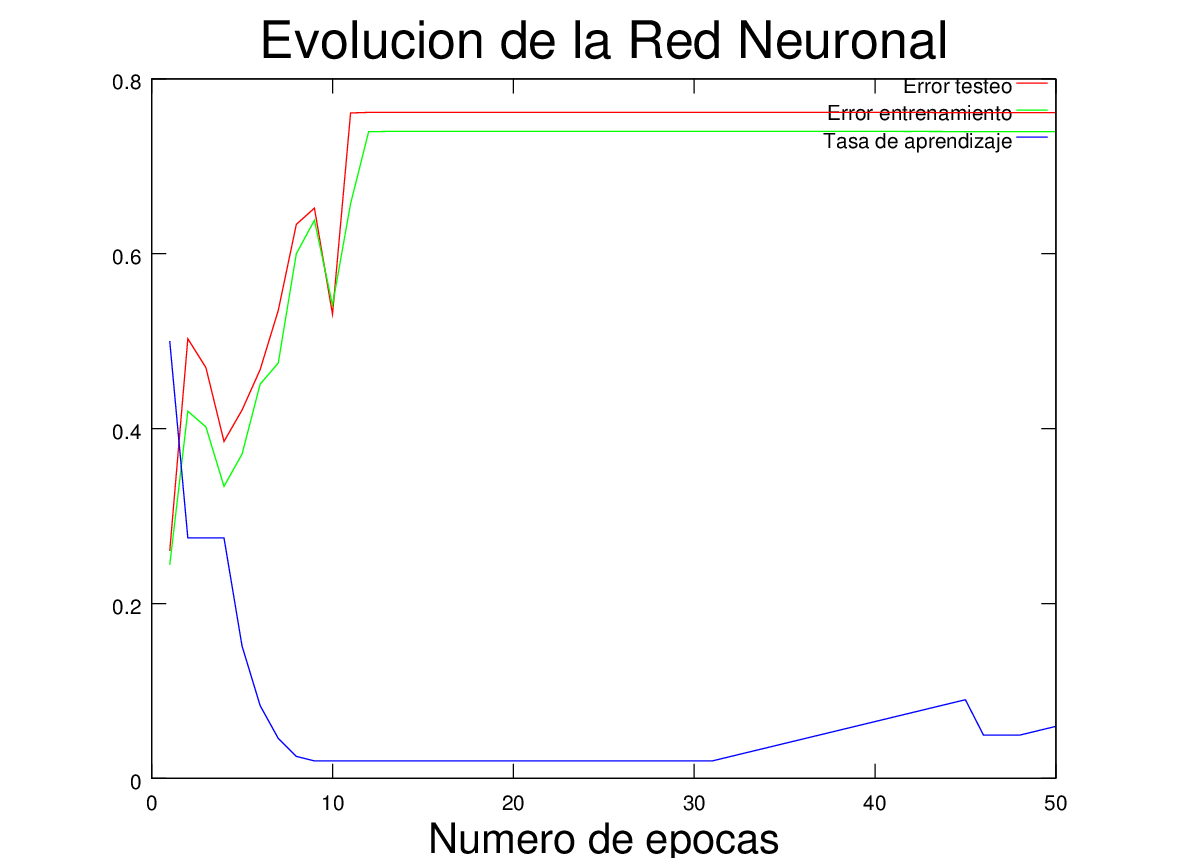 Evolucion de la Red Neuronal
0.8
0.6
0.4
0.2
0
Error testeo
Error entrenamiento
Tasa de aprendizaje
0 10 20 30 40 50
Numero de epocas